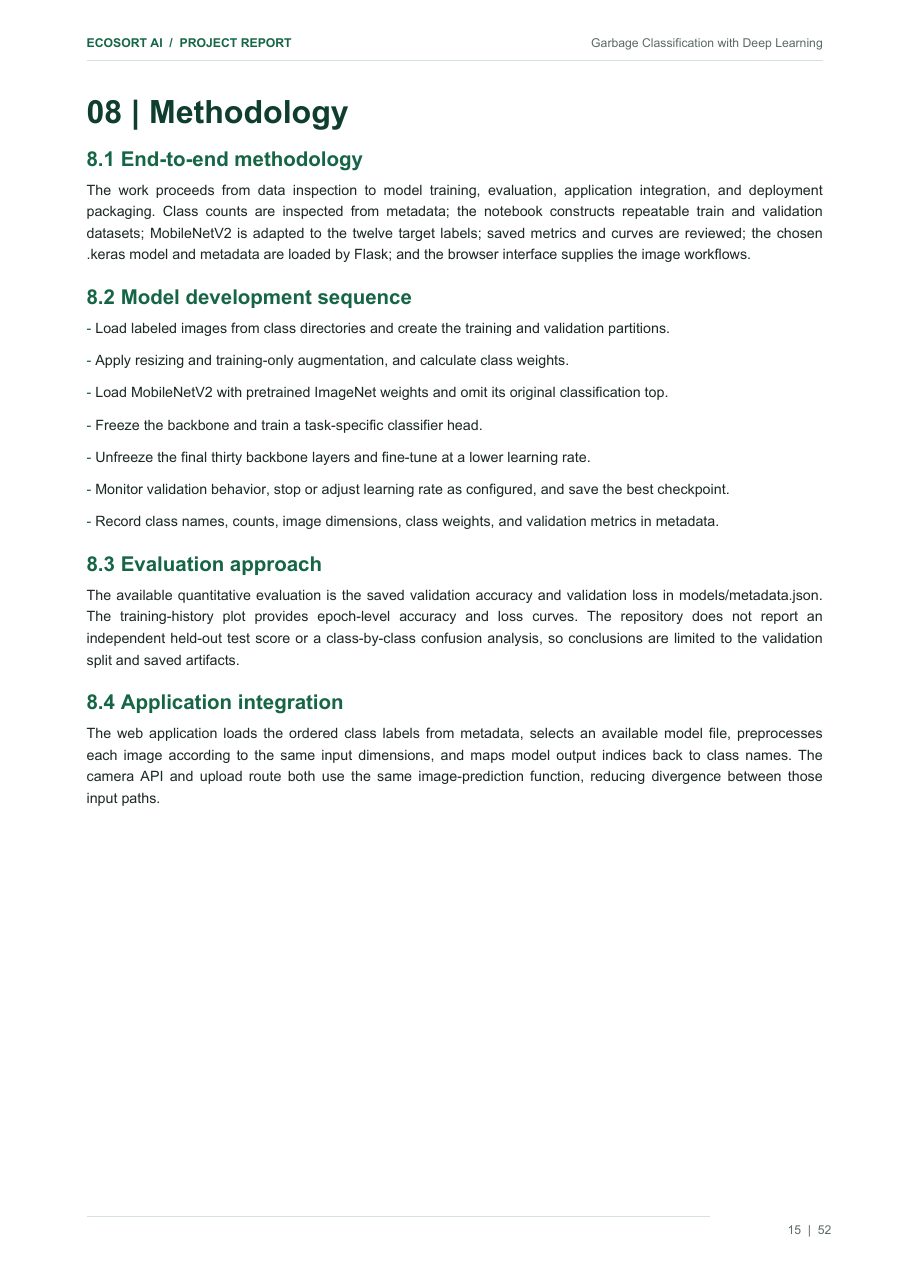 ECOSORT AI / PROJECT REPORT
Garbage Classification with Deep Learning
08 | Methodology
8.1 End-to-end methodology
The work proceeds from data inspection to model training, evaluation, application integration, and deployment
packaging. Class counts are inspected from metadata; the notebook constructs repeatable train and validation
datasets; MobileNetV2 is adapted to the twelve target labels; saved metrics and curves are reviewed; the chosen
.keras model and metadata are loaded by Flask; and the browser interface supplies the image workflows.
8.2 Model development sequence
- Load labeled images from class directories and create the training and validation partitions.
- Apply resizing and training-only augmentation, and calculate class weights.
- Load MobileNetV2 with pretrained ImageNet weights and omit its original classification top.
- Freeze the backbone and train a task-specific classifier head.
- Unfreeze the final thirty backbone layers and fine-tune at a lower learning rate.
- Monitor validation behavior, stop or adjust learning rate as configured, and save the best checkpoint.
- Record class names, counts, image dimensions, class weights, and validation metrics in metadata.
8.3 Evaluation approach
The available quantitative evaluation is the saved validation accuracy and validation loss in models/metadata.json.
The training-history plot provides epoch-level accuracy and loss curves. The repository does not report an
independent held-out test score or a class-by-class confusion analysis, so conclusions are limited to the validation
split and saved artifacts.
8.4 Application integration
The web application loads the ordered class labels from metadata, selects an available model file, preprocesses
each image according to the same input dimensions, and maps model output indices back to class names. The
camera API and upload route both use the same image-prediction function, reducing divergence between those
input paths.
15 | 52